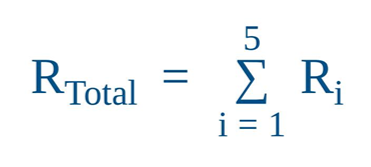 5
R_Total = ∑ R_i
i = 1